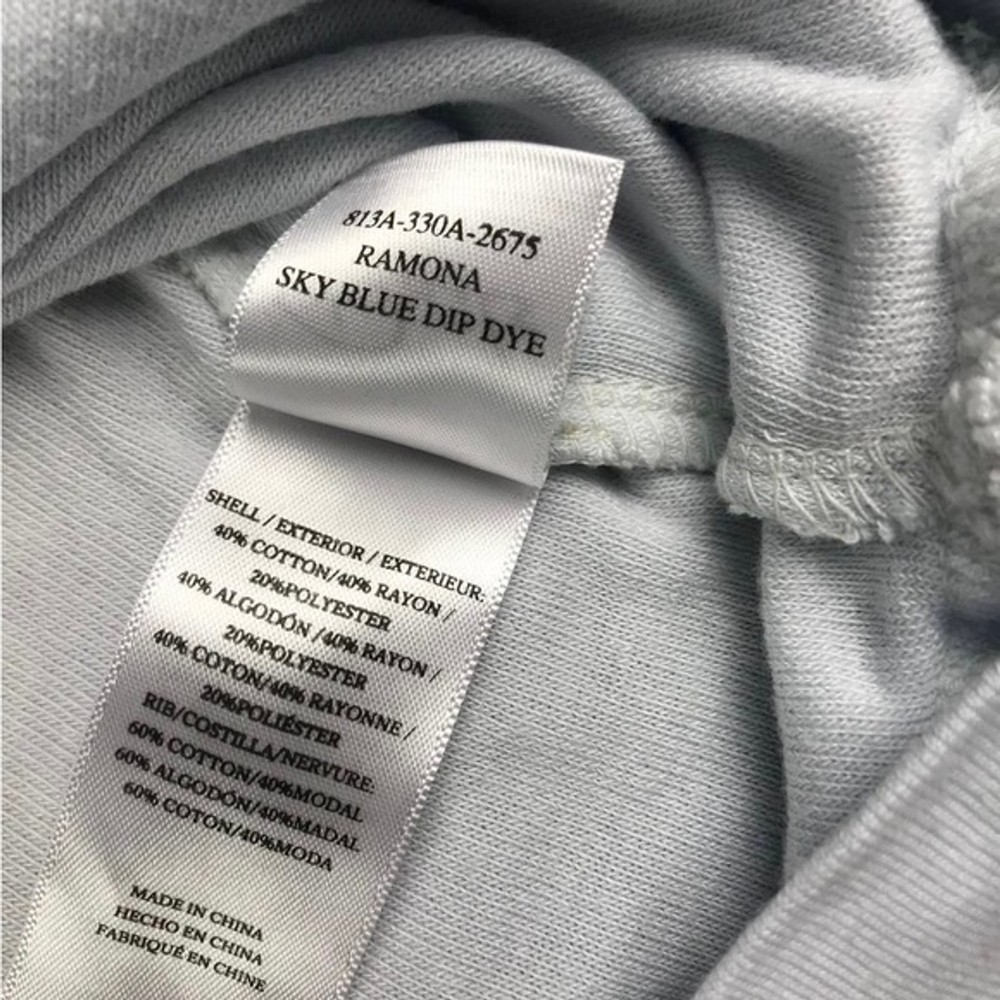 813A-330A-2675
RAMONA
SKY BLUE DIP DYE
SHELL / EXTERIOR / EXTERIEUR:
40% COTTON/40% RAYON /
20%POLYESTER
40% ALGODÓN /40% RAYON /
20%POLYESTER
40% COTON/40% RAYONNE /
20%POLIÉSTER
RIB/COSTILLA/NERVURE:
60% COTTON/40%MODAL
60% ALGODÓN/40%MADAL
60% COTON/40%MODA
MADE IN CHINA
HECHO EN CHINA
FABRIQUÉ EN CHINE